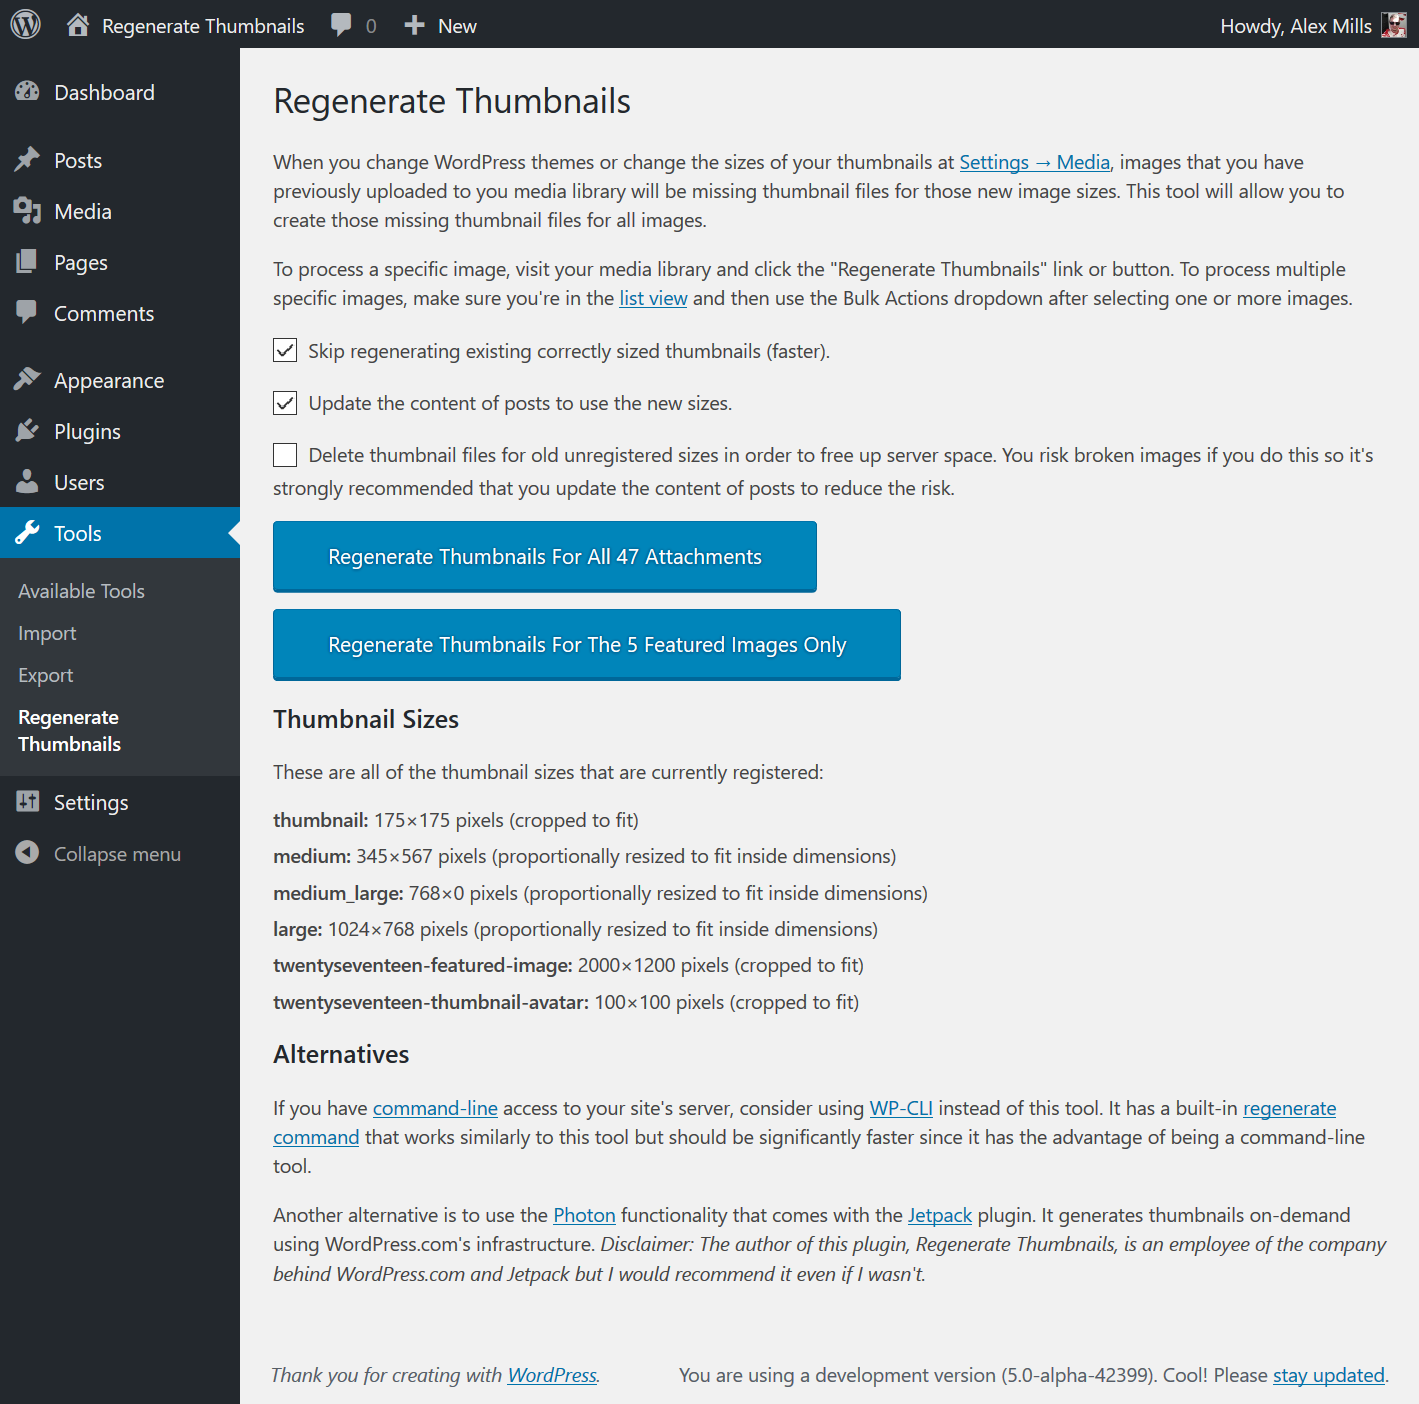 Regenerate Thumbnails 0 New Howdy, Alex Mills
Dashboard
Posts
Media
Pages
Comments
Appearance
Plugins
Users
Tools
Available Tools
Import
Export
Regenerate
Thumbnails
Settings
Collapse menu
Regenerate Thumbnails
When you change WordPress themes or change the sizes of your thumbnails at Settings → Media, images that you have
previously uploaded to you media library will be missing thumbnail files for those new image sizes. This tool will allow you to
create those missing thumbnail files for all images.
To process a specific image, visit your media library and click the "Regenerate Thumbnails" link or button. To process multiple
specific images, make sure you're in the list view and then use the Bulk Actions dropdown after selecting one or more images.
Skip regenerating existing correctly sized thumbnails (faster).
Update the content of posts to use the new sizes.
Delete thumbnail files for old unregistered sizes in order to free up server space. You risk broken images if you do this so it's
strongly recommended that you update the content of posts to reduce the risk.
Regenerate Thumbnails For All 47 Attachments
Regenerate Thumbnails For The 5 Featured Images Only
Thumbnail Sizes
These are all of the thumbnail sizes that are currently registered:
thumbnail: 175×175 pixels (cropped to fit)
medium: 345×567 pixels (proportionally resized to fit inside dimensions)
medium_large: 768×0 pixels (proportionally resized to fit inside dimensions)
large: 1024×768 pixels (proportionally resized to fit inside dimensions)
twentyseventeen-featured-image: 2000×1200 pixels (cropped to fit)
twentyseventeen-thumbnail-avatar: 100×100 pixels (cropped to fit)
Alternatives
If you have command-line access to your site's server, consider using WP-CLI instead of this tool. It has a built-in regenerate
command that works similarly to this tool but should be significantly faster since it has the advantage of being a command-line
tool.
Another alternative is to use the Photon functionality that comes with the Jetpack plugin. It generates thumbnails on-demand
using WordPress.com's infrastructure. Disclaimer: The author of this plugin, Regenerate Thumbnails, is an employee of the company
behind WordPress.com and Jetpack but I would recommend it even if I wasn't.
Thank you for creating with WordPress. You are using a development version (5.0-alpha-42399). Cool! Please stay updated.